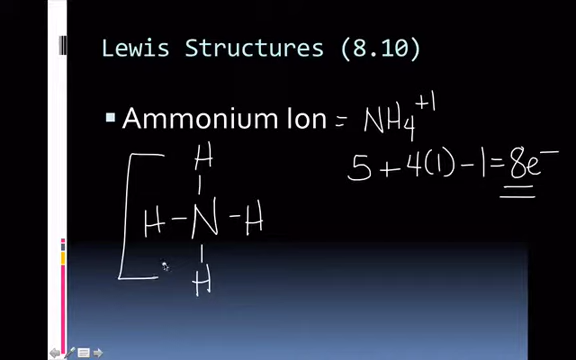 Lewis Structures (8.10)
▪ Ammonium Ion = NH₄⁺¹
5 + 4(1) - 1 = 8e⁻
H
H - N - H
H